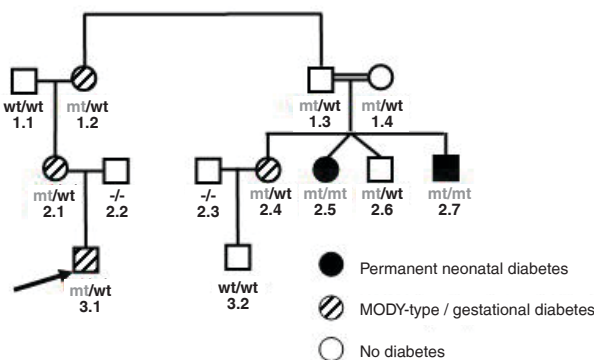 wt/wt
1.1
mt/wt
1.2
mt/wt
1.3
mt/wt
1.4
mt/wt
2.1
-/-
2.2
-/-
2.3
mt/wt
2.4
mt/mt
2.5
mt/wt
2.6
mt/mt
2.7
mt/wt
3.1
wt/wt
3.2
Permanent neonatal diabetes
MODY-type / gestational diabetes
No diabetes